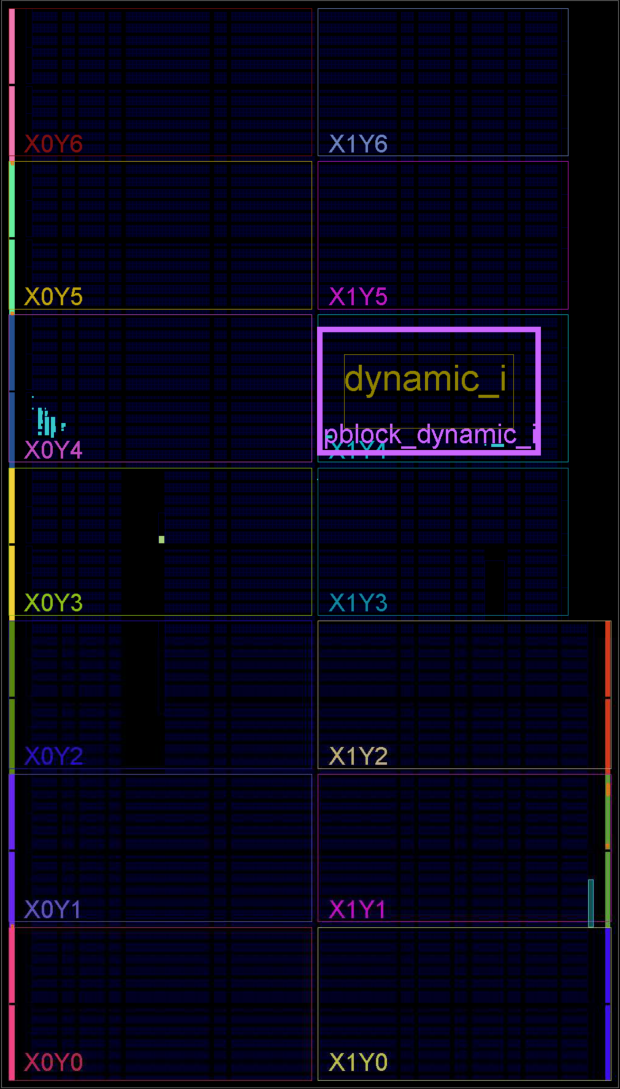 X0Y6 X1Y6
X0Y5 X1Y5
dynamic_i
pblock_dynamic_i
X0Y4 X1Y4
X0Y3 X1Y3
X0Y2 X1Y2
X0Y1 X1Y1
X0Y0 X1Y0